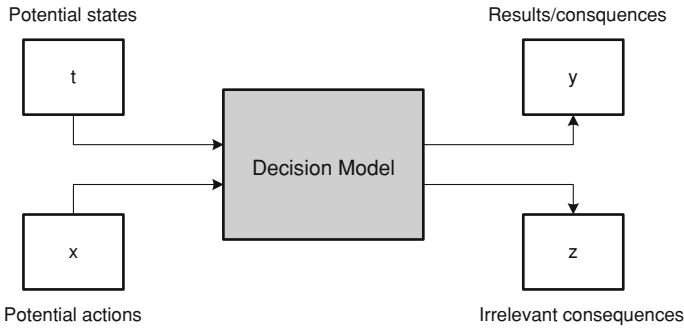 Potential states
Results/consquences
t
y
Decision Model
x
z
Potential actions
Irrelevant consequences